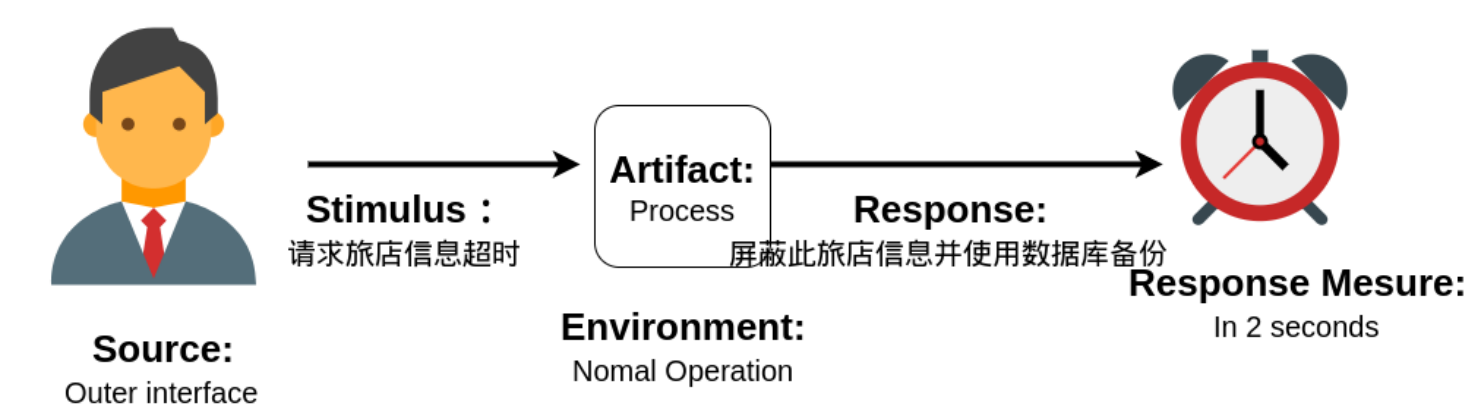 Source:
Outer interface
Stimulus：
请求旅店信息超时
Artifact:
Process
Environment:
Nomal Operation
Response:
屏蔽此旅店信息并使用数据库备份
Response Mesure:
In 2 seconds